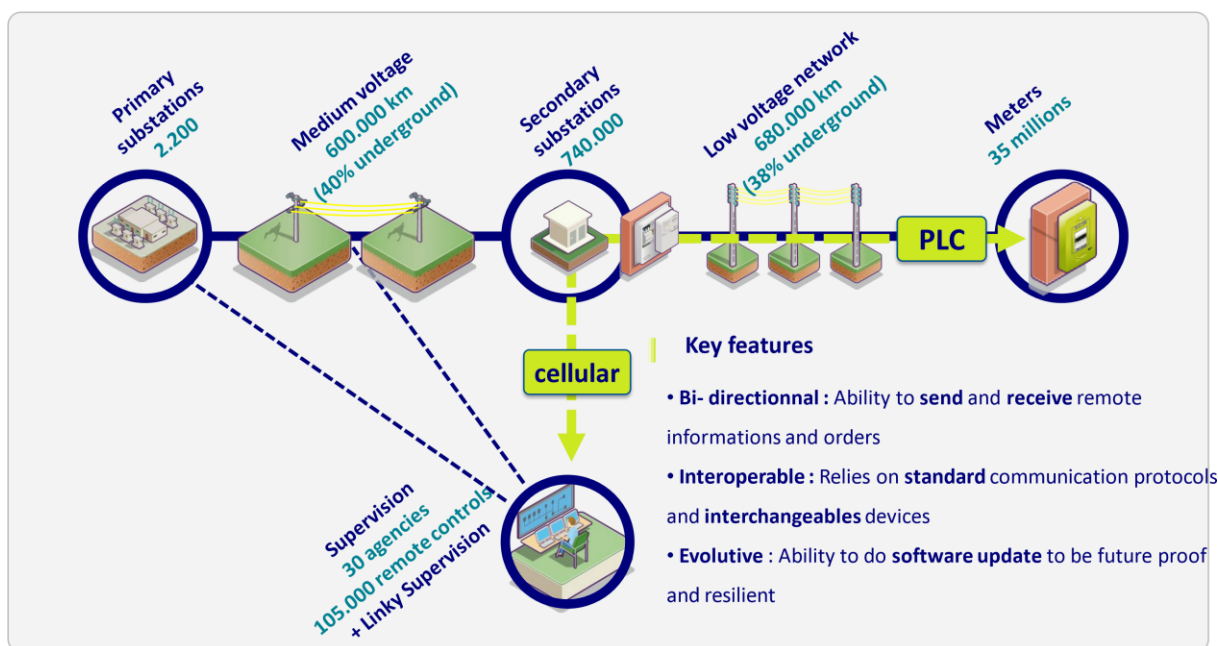 Primary
substations
2.200
Medium voltage
600.000 km
(40% underground)
Secondary
substations
740.000
Low voltage network
680.000 km
(38% underground)
Meters
35 millions
PLC
cellular
Key features
• Bi- directionnal : Ability to send and receive remote
informations and orders
• Interoperable : Relies on standard communication protocols
and interchangeables devices
• Evolutive : Ability to do software update to be future proof
and resilient
Supervision
30 agencies
105.000 remote controls
+ Linky Supervision